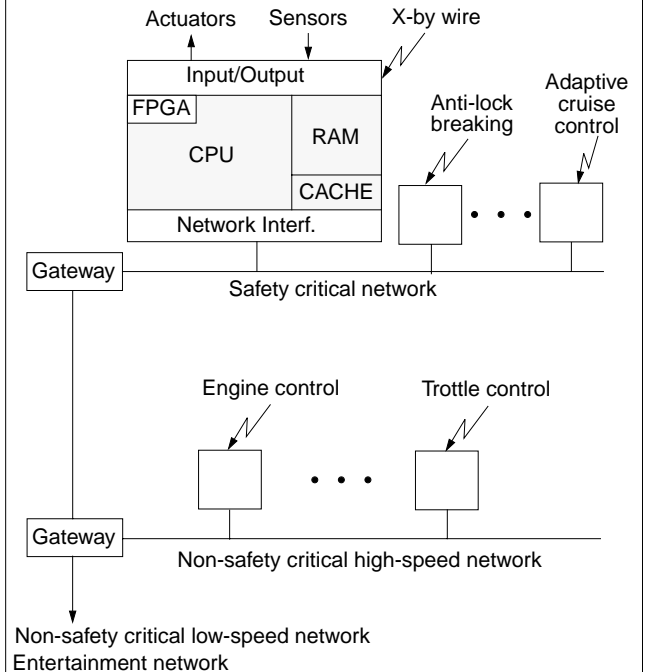 Actuators
Sensors
X-by wire
Input/Output
FPGA
CPU
RAM
CACHE
Network Interf.
Anti-lock
breaking
Adaptive
cruise
control
Gateway
Safety critical network
Engine control
Trottle control
Gateway
Non-safety critical high-speed network
Non-safety critical low-speed network
Entertainment network